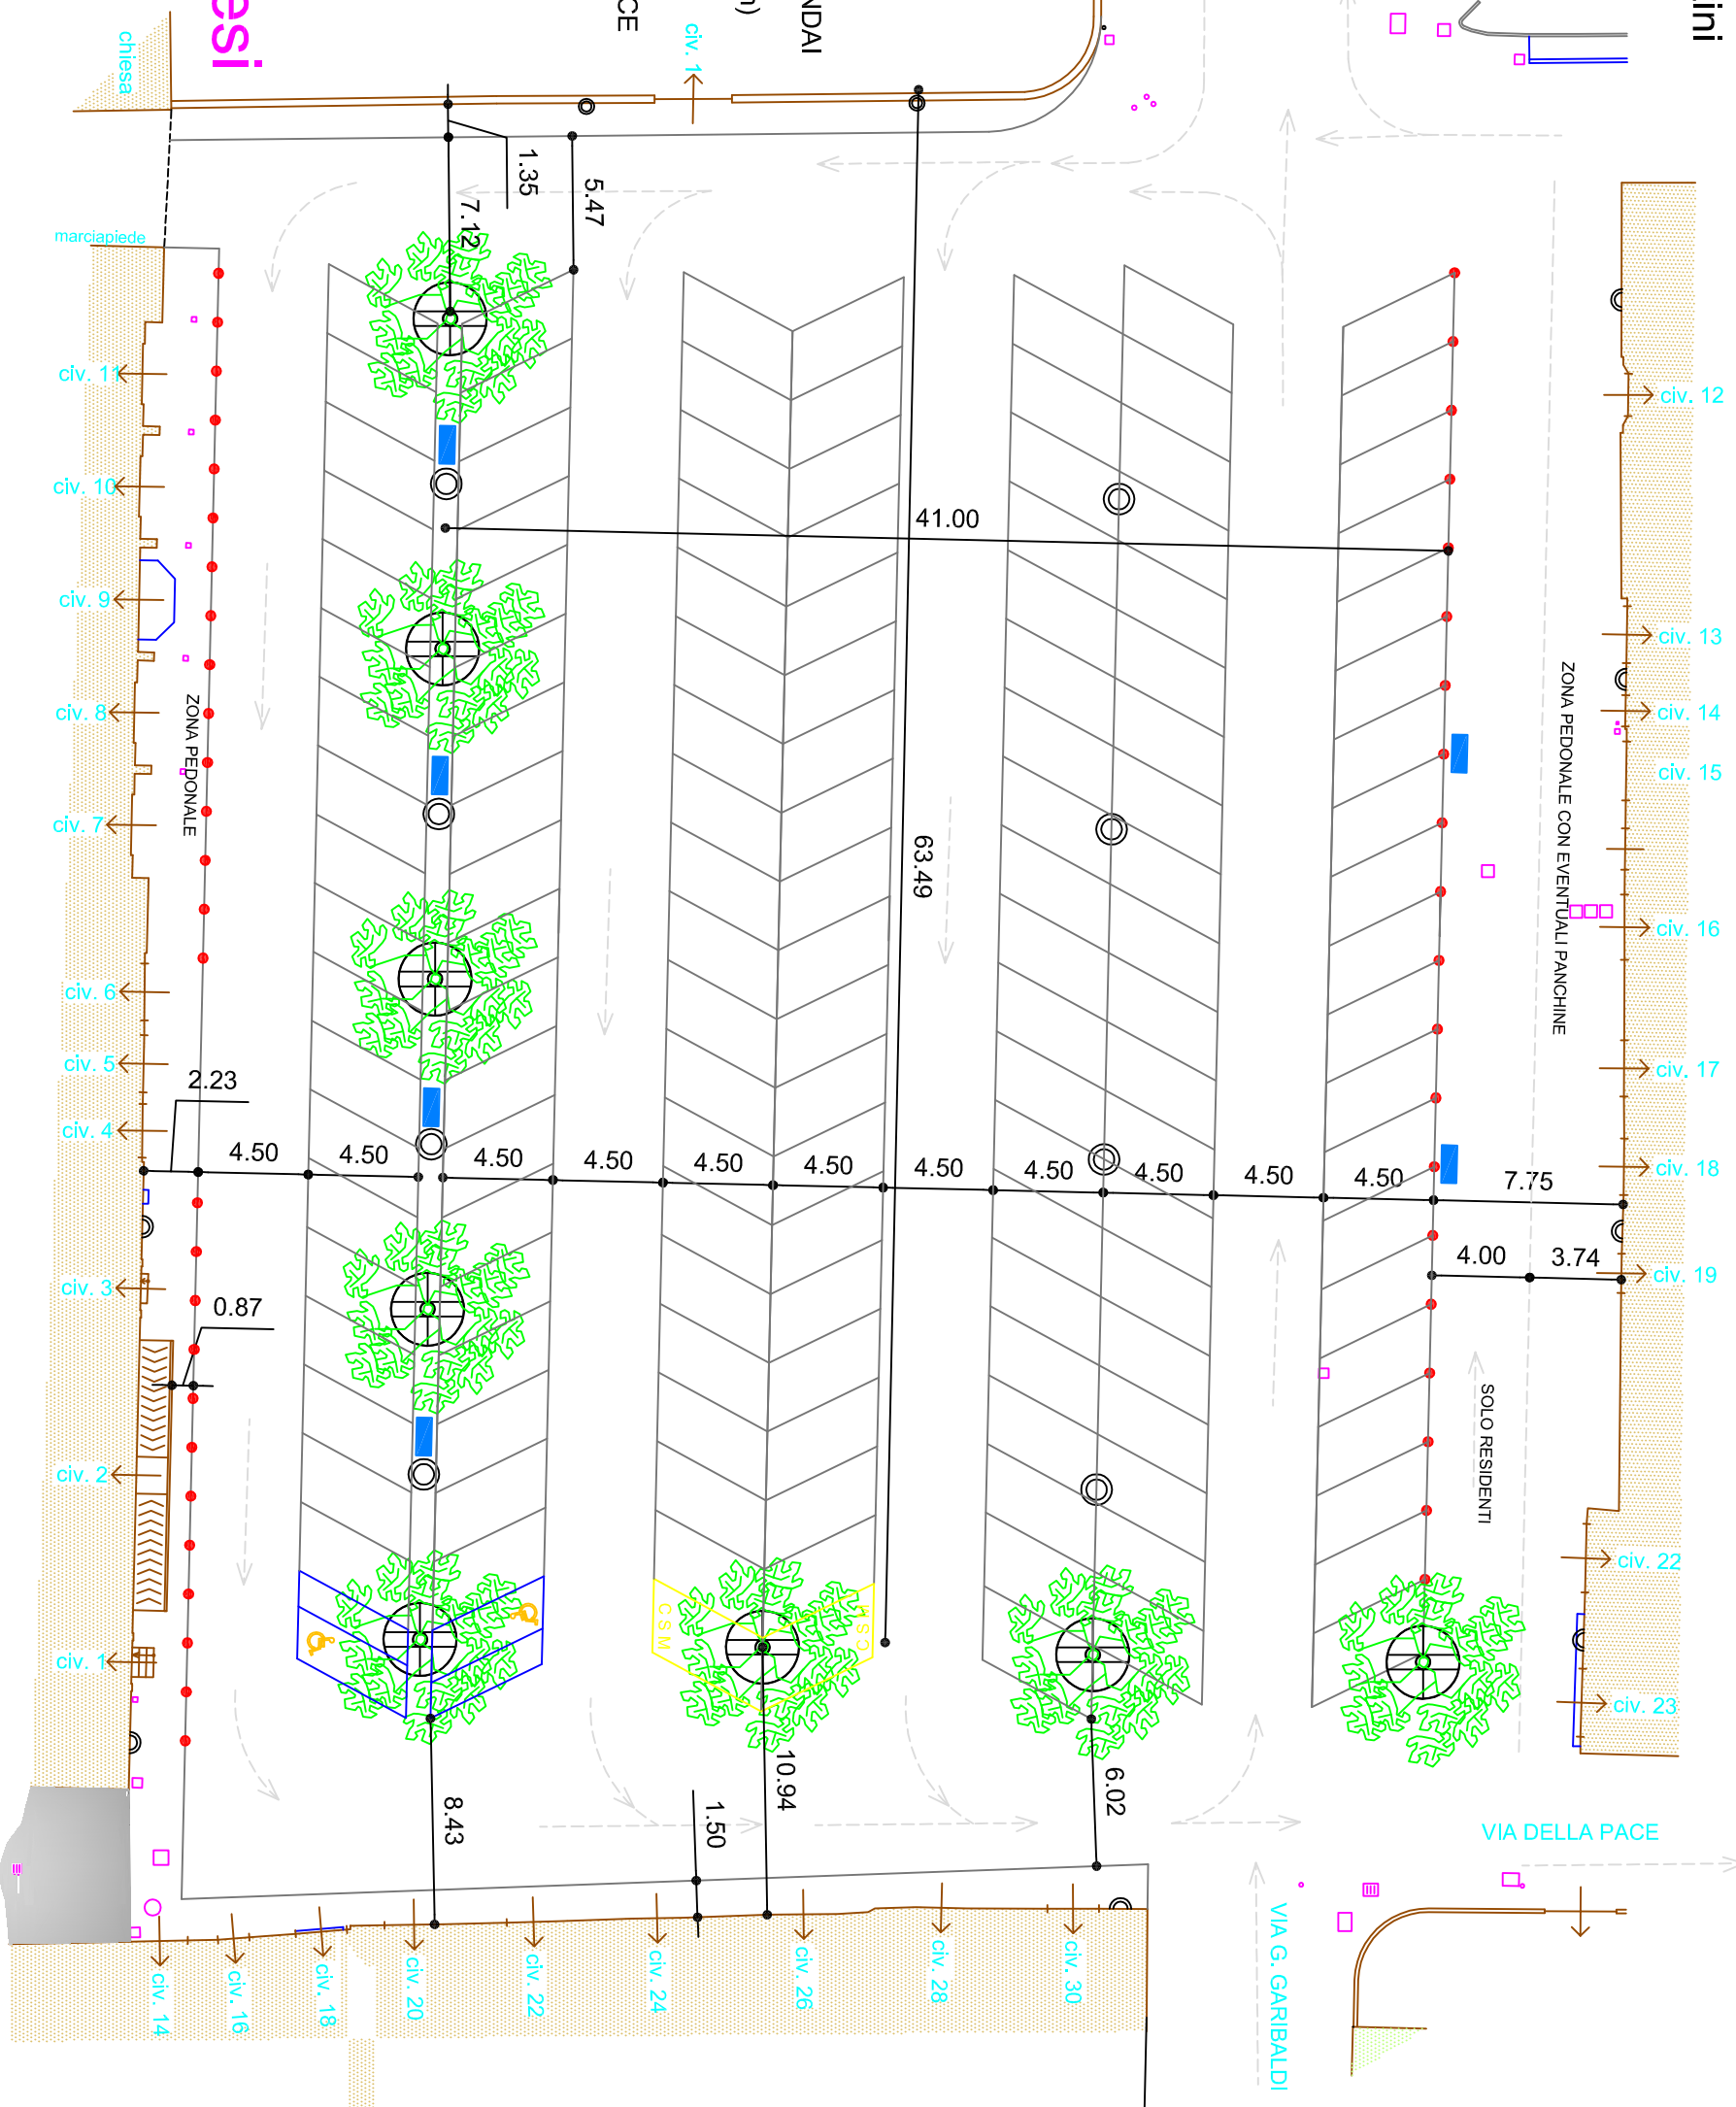 chiesa
esi
CE
civ. 1
NDAI
ini
1.35
5.47
7.12
marciapiede
civ. 11
civ. 10
civ. 9
civ. 8
civ. 7
civ. 6
civ. 5
civ. 4
civ. 3
civ. 2
civ. 1
ZONA PEDONALE
41.00
63.49
civ. 12
civ. 13
civ. 14
civ. 15
civ. 16
civ. 17
civ. 18
civ. 19
civ. 22
civ. 23
ZONA PEDONALE CON EVENTUALI PANCHINE
2.23
4.50
4.50
4.50
4.50
4.50
4.50
4.50
4.50
4.50
4.50
4.50
7.75
4.00
3.74
0.87
SOLO RESIDENTI
CSM
CSM
8.43
1.50
10.94
6.02
VIA DELLA PACE
VIA G. GARIBALDI
civ. 14
civ. 16
civ. 18
civ. 20
civ. 22
civ. 24
civ. 26
civ. 28
civ. 30